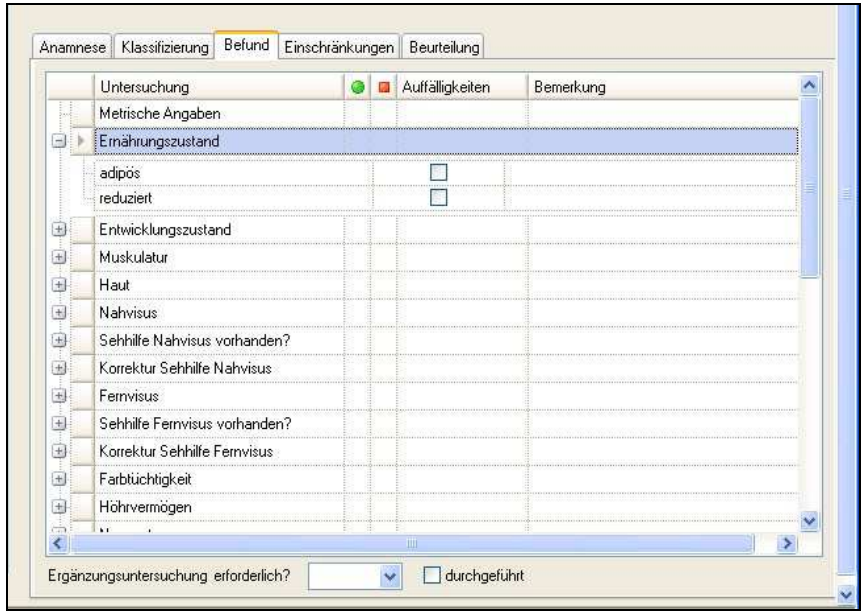 Anamnese Klassifizierung Befund Einschränkungen Beurteilung
Untersuchung Auffälligkeiten Bemerkung
Metrische Angaben
Ernährungszustand
adipös
reduziert
Entwicklungszustand
Muskulatur
Haut
Nahvisus
Sehhilfe Nahvisus vorhanden?
Korrektur Sehhilfe Nahvisus
Fernvisus
Sehhilfe Fernvisus vorhanden?
Korrektur Sehhilfe Fernvisus
Farbtüchtigkeit
Höhrvermögen
Ergänzungsuntersuchung erforderlich? durchgeführt